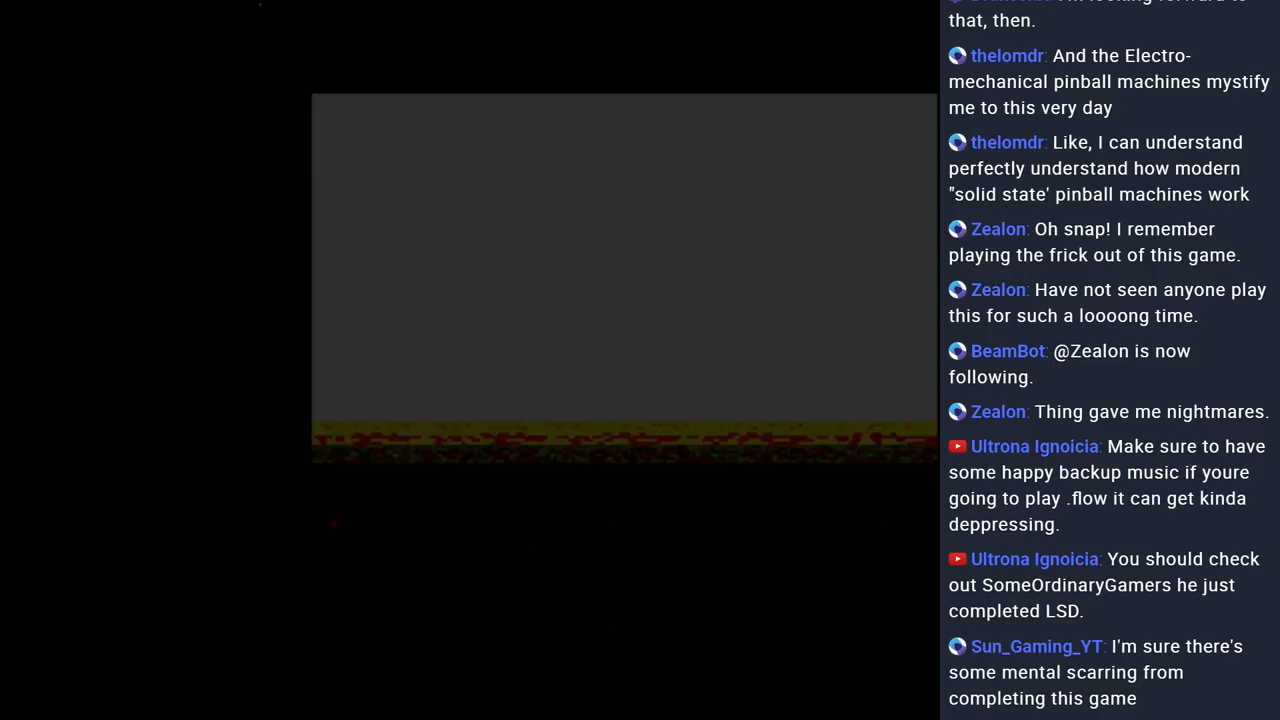 that, then.
thelomdr: And the Electro-
mechanical pinball machines mystify
me to this very day
thelomdr: Like, I can understand
perfectly understand how modern
"solid state' pinball machines work
Zealon: Oh snap! I remember
playing the frick out of this game.
Zealon: Have not seen anyone play
this for such a loooong time.
BeamBot: @Zealon is now
following.
Zealon: Thing gave me nightmares.
Ultrona Ignoicia: Make sure to have
some happy backup music if youre
going to play .flow it can get kinda
deppressing.
Ultrona Ignoicia: You should check
out SomeOrdinaryGamers he just
completed LSD.
Sun_Gaming_YT: I'm sure there's
some mental scarring from
completing this game